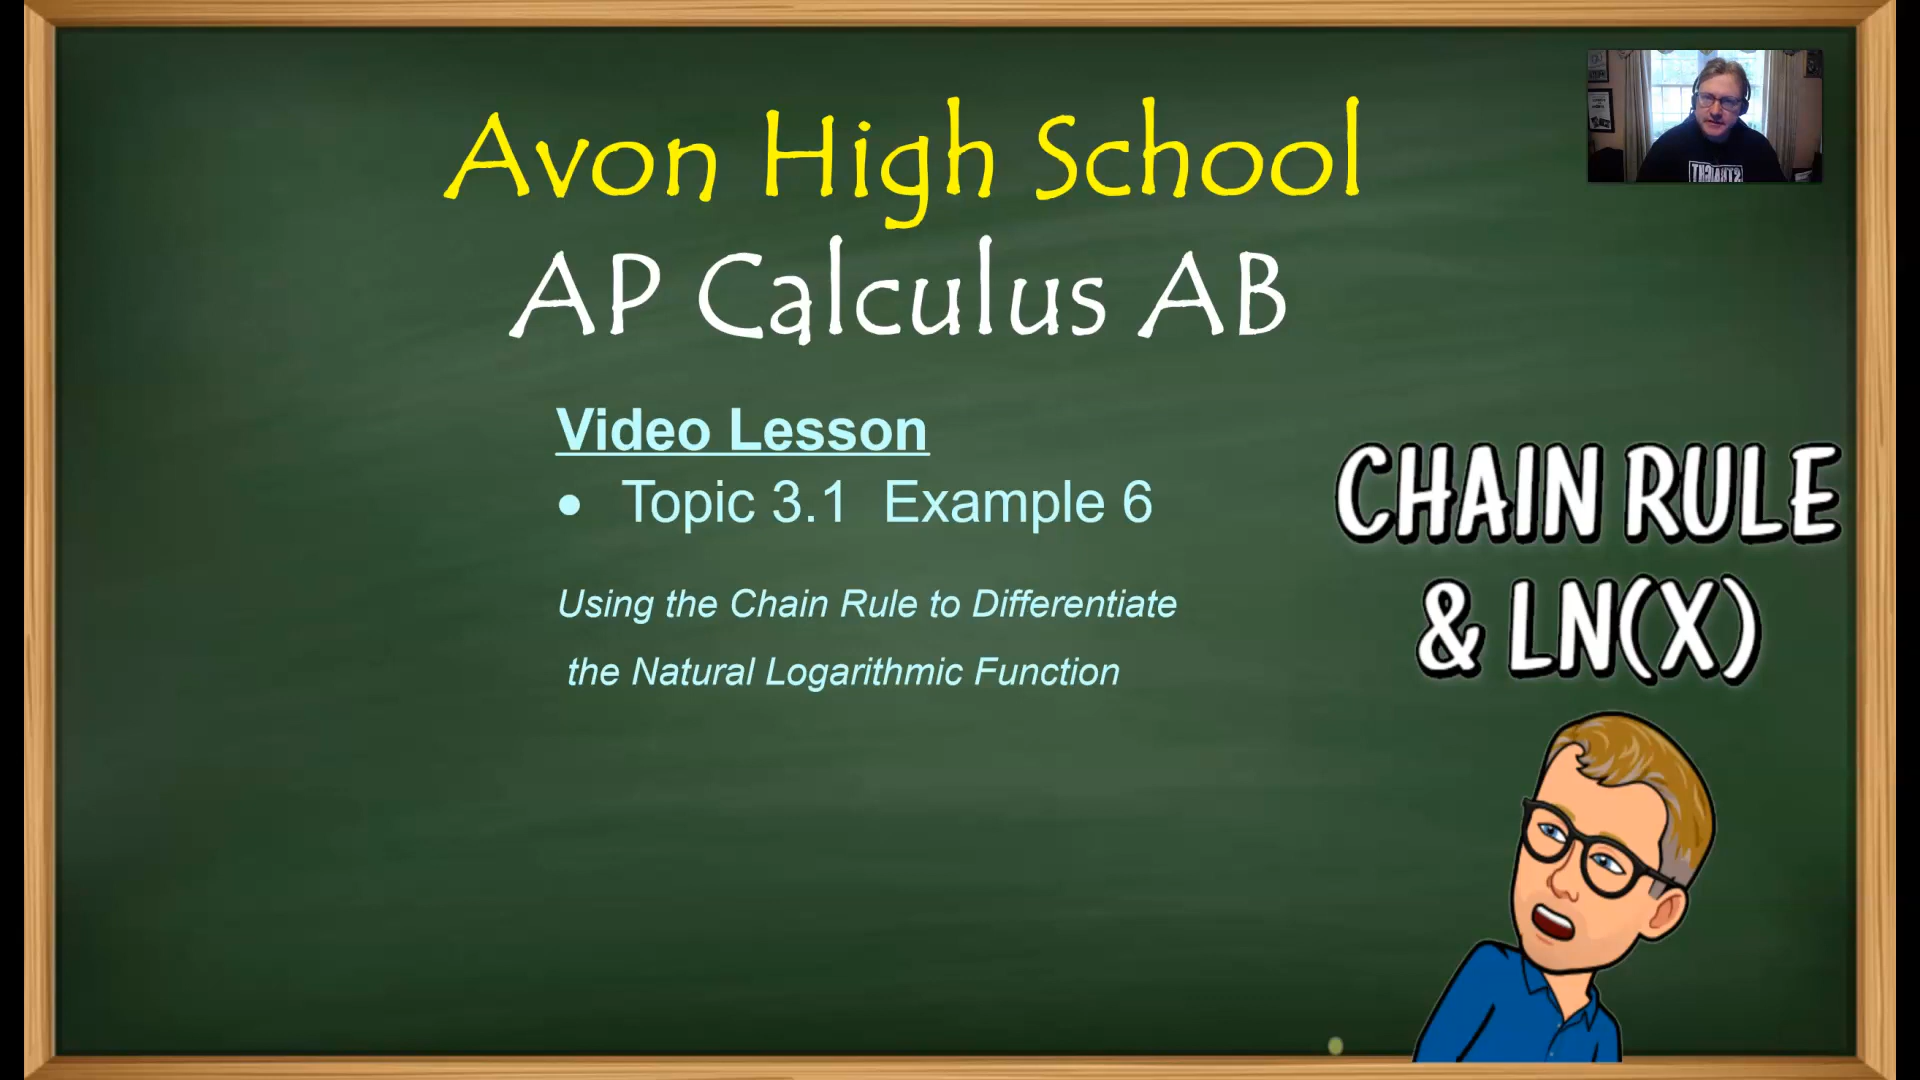 Avon High School
AP Calculus AB
Video Lesson
• Topic 3.1 Example 6
Using the Chain Rule to Differentiate
the Natural Logarithmic Function
CHAIN RULE
& LN(X)
STRAIGHT